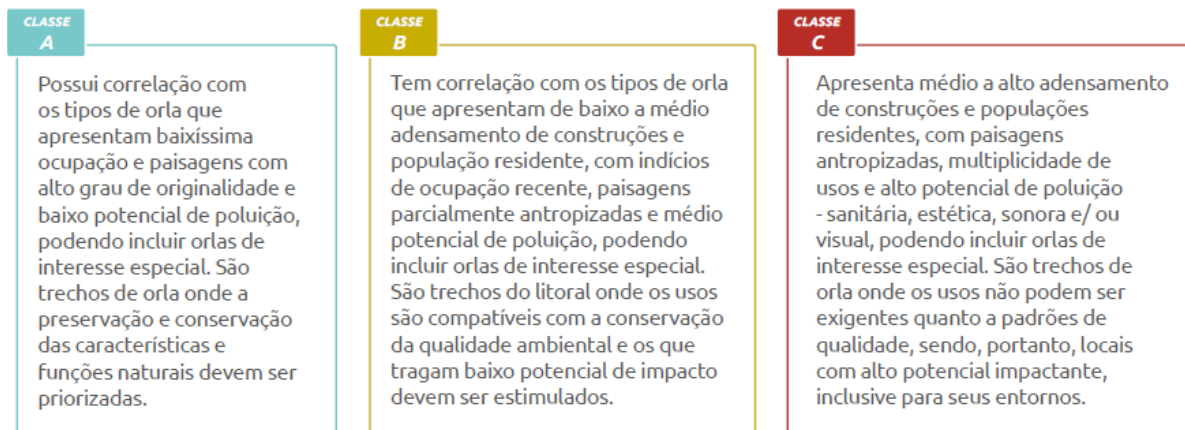 CLASSE
A
Possui correlação com
os tipos de orla que
apresentam baixíssima
ocupação e paisagens com
alto grau de originalidade e
baixo potencial de poluição,
podendo incluir orlas de
interesse especial. São
trechos de orla onde a
preservação e conservação
das características e
funções naturais devem ser
priorizadas.
CLASSE
B
Tem correlação com os tipos de orla
que apresentam de baixo a médio
adensamento de construções e
população residente, com indícios
de ocupação recente, paisagens
parcialmente antropizadas e médio
potencial de poluição, podendo
incluir orlas de interesse especial.
São trechos do litoral onde os usos
são compatíveis com a conservação
da qualidade ambiental e os que
tragam baixo potencial de impacto
devem ser estimulados.
CLASSE
C
Apresenta médio a alto adensamento
de construções e populações
residentes, com paisagens
antropizadas, multiplicidade de
usos e alto potencial de poluição
- sanitária, estética, sonora e/ ou
visual, podendo incluir orlas de
interesse especial. São trechos de
orla onde os usos não podem ser
exigentes quanto a padrões de
qualidade, sendo, portanto, locais
com alto potencial impactante,
inclusive para seus entornos.